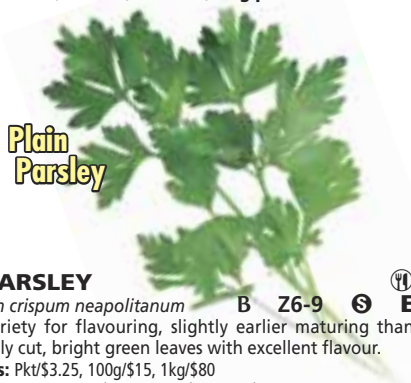 Plain
Parsley
ARSLEY
crispum neapolitanum B Z6-9 S E
riety for flavouring, slightly earlier maturing than
ly cut, bright green leaves with excellent flavour.
s: Pkt/$3.25, 100g/$15, 1kg/$80